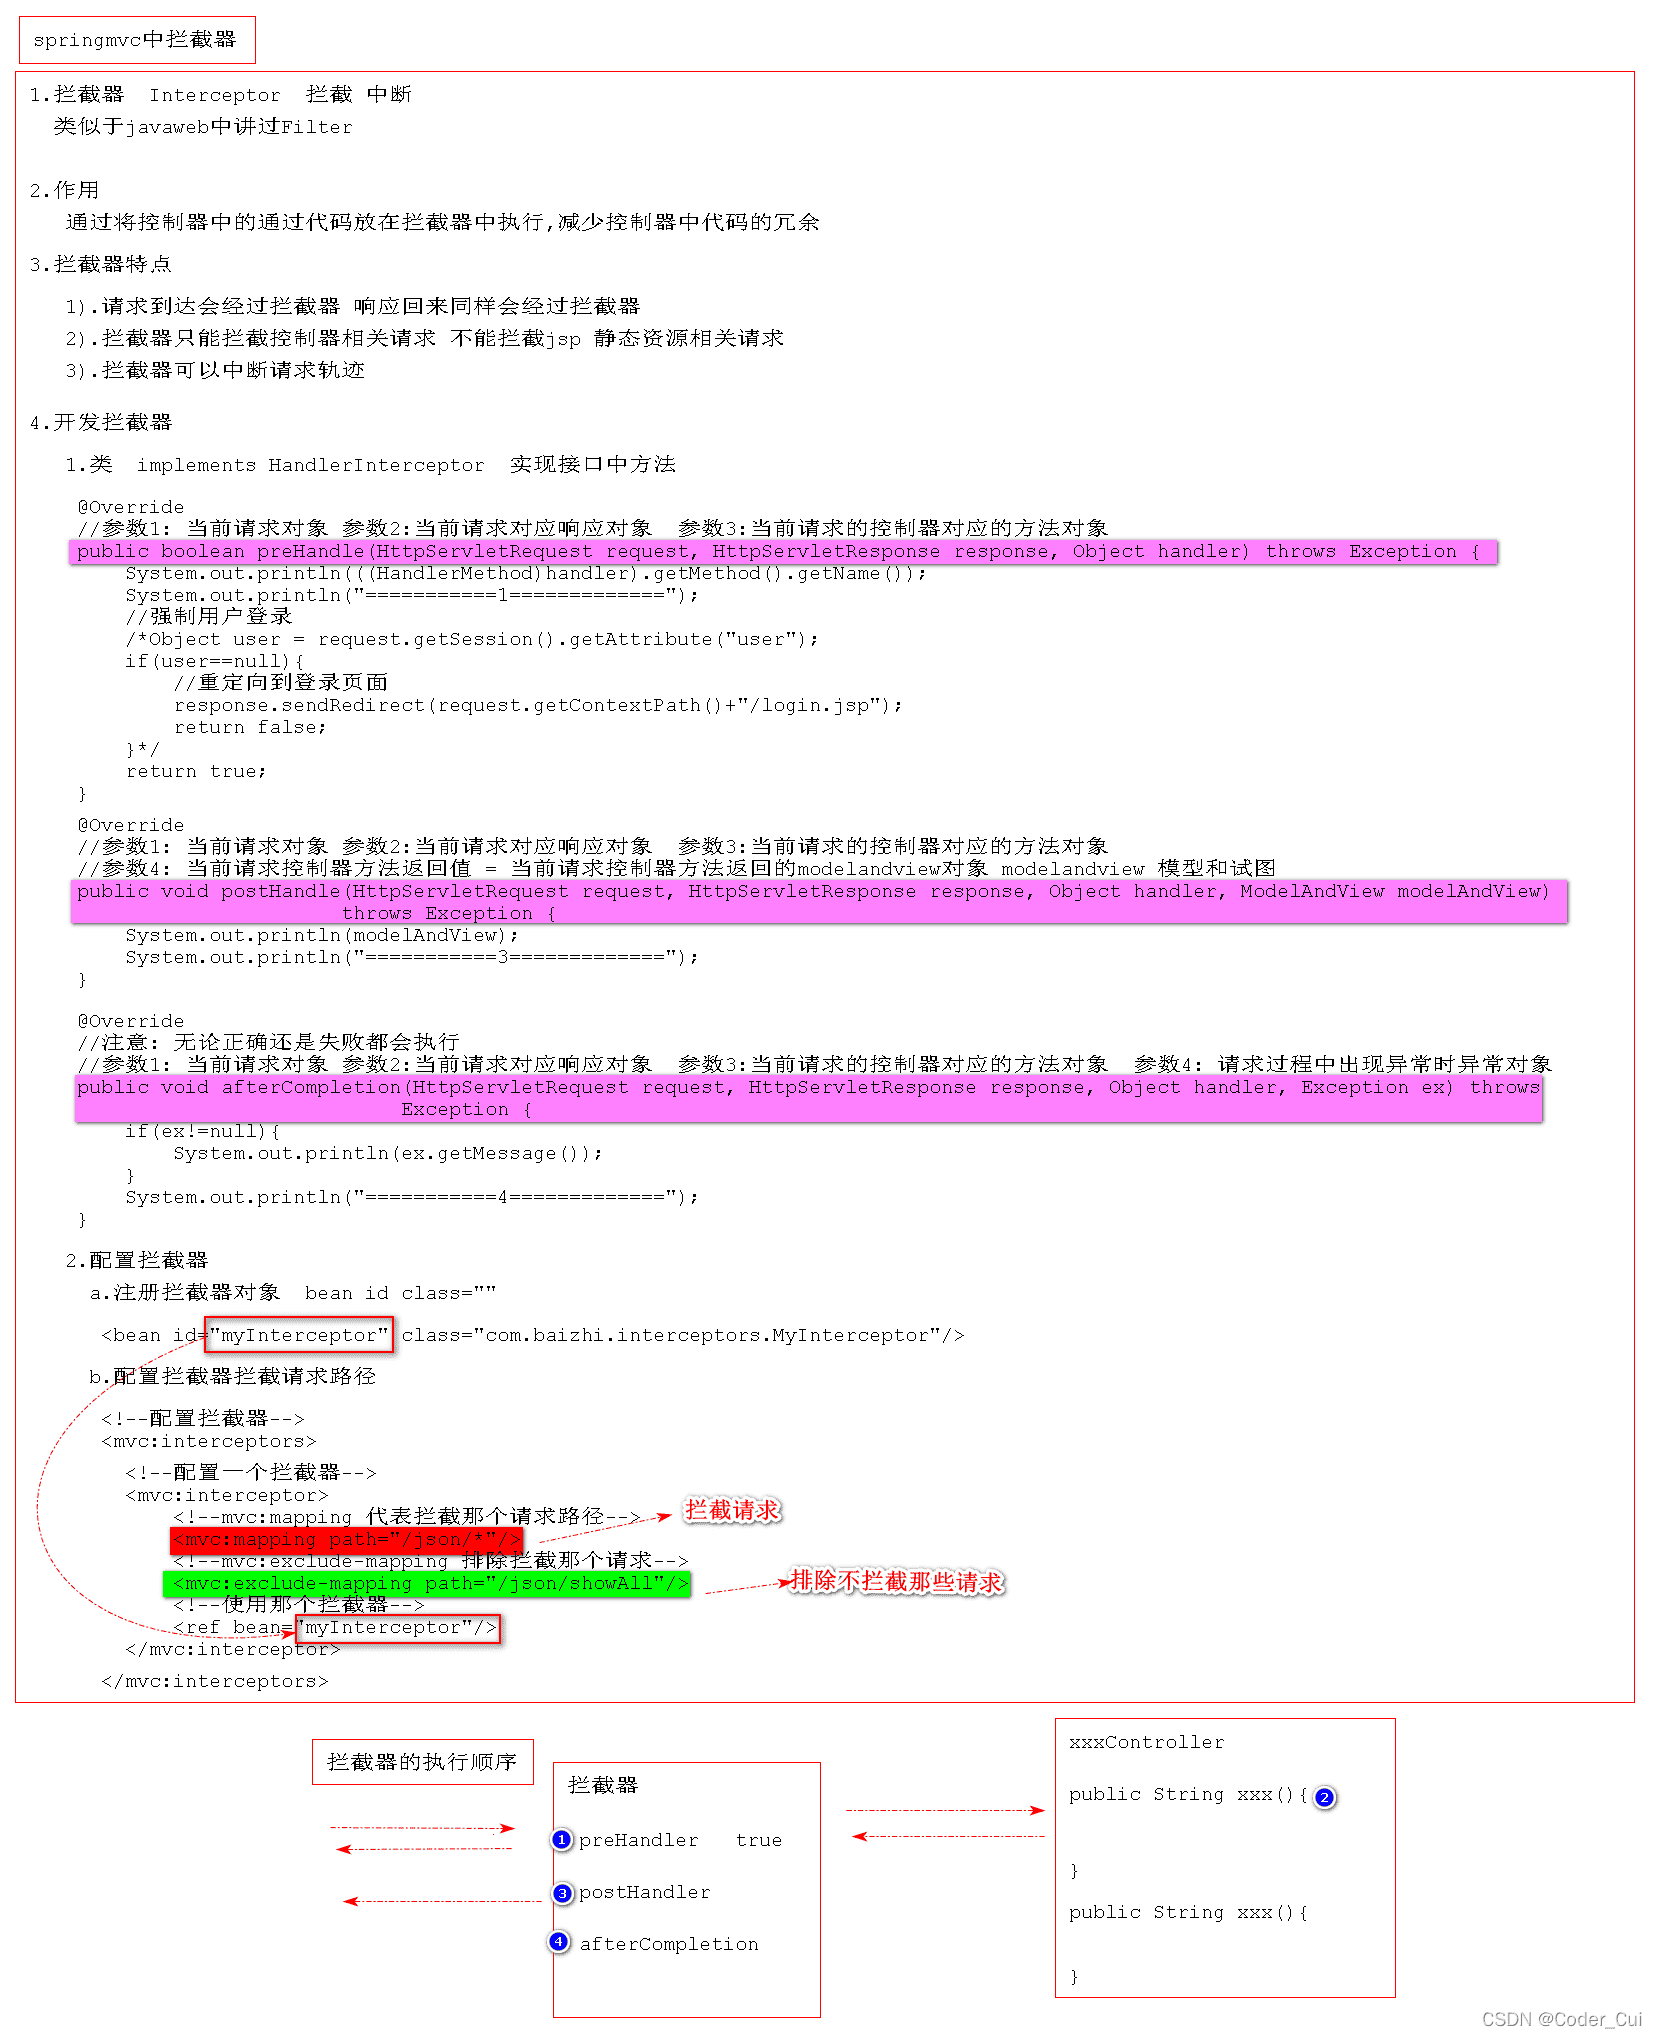 springmvc中拦截器
1.拦截器  Interceptor  拦截 中断
类似于javaweb中讲过Filter
2.作用
通过将控制器中的通过代码放在拦截器中执行,减少控制器中代码的冗余
3.拦截器特点
1).请求到达会经过拦截器 响应回来同样会经过拦截器
2).拦截器只能拦截控制器相关请求 不能拦截jsp 静态资源相关请求
3).拦截器可以中断请求轨迹
4.开发拦截器
1.类  implements HandlerInterceptor  实现接口中方法
@Override
//参数1: 当前请求对象 参数2:当前请求对应响应对象  参数3:当前请求的控制器对应的方法对象
public boolean preHandle(HttpServletRequest request, HttpServletResponse response, Object handler) throws Exception {
System.out.println(((HandlerMethod)handler).getMethod().getName());
System.out.println("===========1=============");
//强制用户登录
/*Object user = request.getSession().getAttribute("user");
if(user==null){
//重定向到登录页面
response.sendRedirect(request.getContextPath()+"/login.jsp");
return false;
}*/
return true;
}
@Override
//参数1: 当前请求对象 参数2:当前请求对应响应对象  参数3:当前请求的控制器对应的方法对象
//参数4: 当前请求控制器方法返回值 = 当前请求控制器方法返回的modelandview对象 modelandview 模型和试图
public void postHandle(HttpServletRequest request, HttpServletResponse response, Object handler, ModelAndView modelAndView)
throws Exception {
System.out.println(modelAndView);
System.out.println("===========3=============");
}
@Override
//注意: 无论正确还是失败都会执行
//参数1: 当前请求对象 参数2:当前请求对应响应对象  参数3:当前请求的控制器对应的方法对象  参数4: 请求过程中出现异常时异常对象
public void afterCompletion(HttpServletRequest request, HttpServletResponse response, Object handler, Exception ex) throws
Exception {
if(ex!=null){
System.out.println(ex.getMessage());
}
System.out.println("===========4=============");
}
2.配置拦截器
a.注册拦截器对象  bean id class=""
<bean id="myInterceptor" class="com.baizhi.interceptors.MyInterceptor"/>
b.配置拦截器拦截请求路径
<!--配置拦截器-->
<mvc:interceptors>
<!--配置一个拦截器-->
<mvc:interceptor>
<!--mvc:mapping 代表拦截那个请求路径-->
拦截请求
<mvc:mapping path="/json/*"/>
<!--mvc:exclude-mapping 排除拦截那个请求-->
<mvc:exclude-mapping path="/json/showAll"/>
排除不拦截那些请求
<!--使用那个拦截器-->
<ref bean="myInterceptor"/>
</mvc:interceptor>
</mvc:interceptors>
拦截器的执行顺序
拦截器
1 preHandler   true
3 postHandler
4 afterCompletion
xxxController
public String xxx(){ 2
}
public String xxx(){
}
CSDN @Coder_Cui